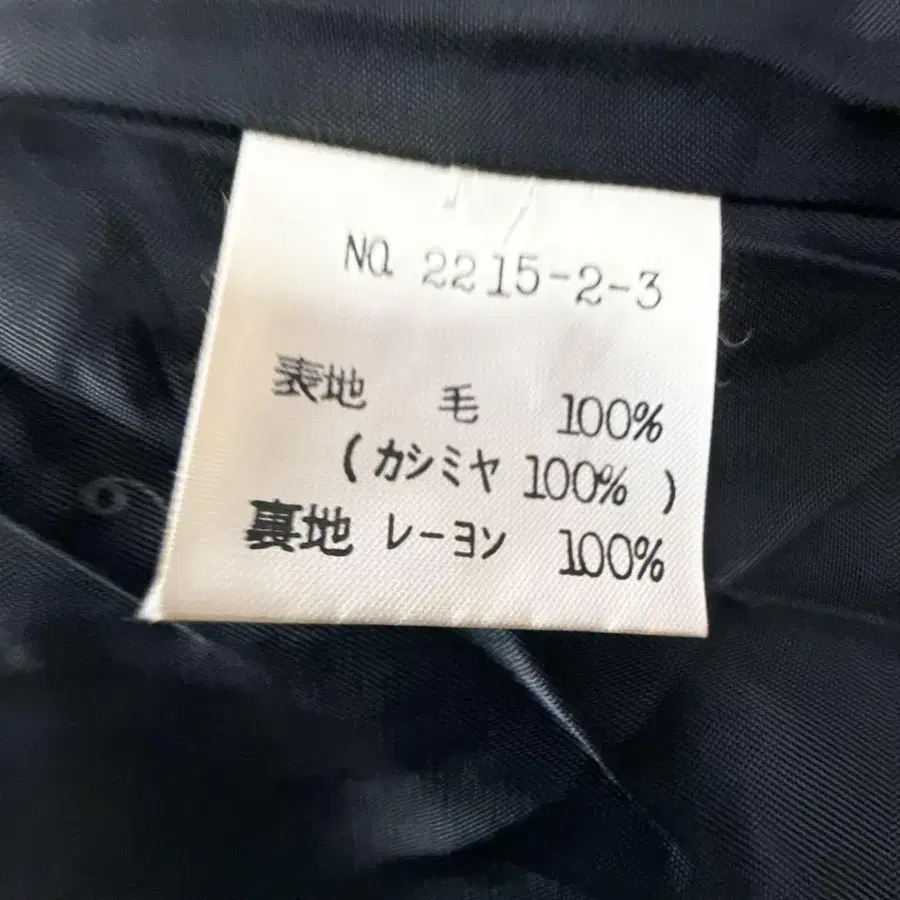 NO. 2215-2-3
表地 毛 100%
(カシミヤ 100%)
裏地 レーヨン 100%